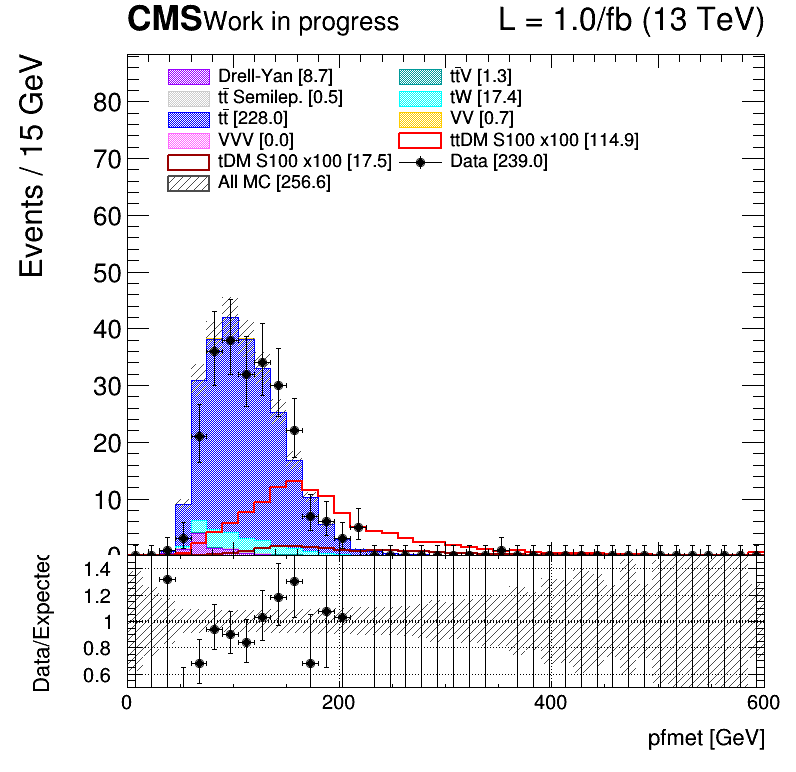 CMS Work in progress L = 1.0/fb (13 TeV)
Events / 15 GeV
Drell-Yan [8.7] tt̄V [1.3]
tt̄ Semilep. [0.5] tW [17.4]
tt̄ [228.0] VV [0.7]
VVV [0.0] ttDM S100 x100 [114.9]
tDM S100 x100 [17.5] Data [239.0]
All MC [256.6]
80
70
60
50
40
30
20
10
0
Data/Expected
1.4
1.2
1
0.8
0.6
0 200 400 600
pfmet [GeV]